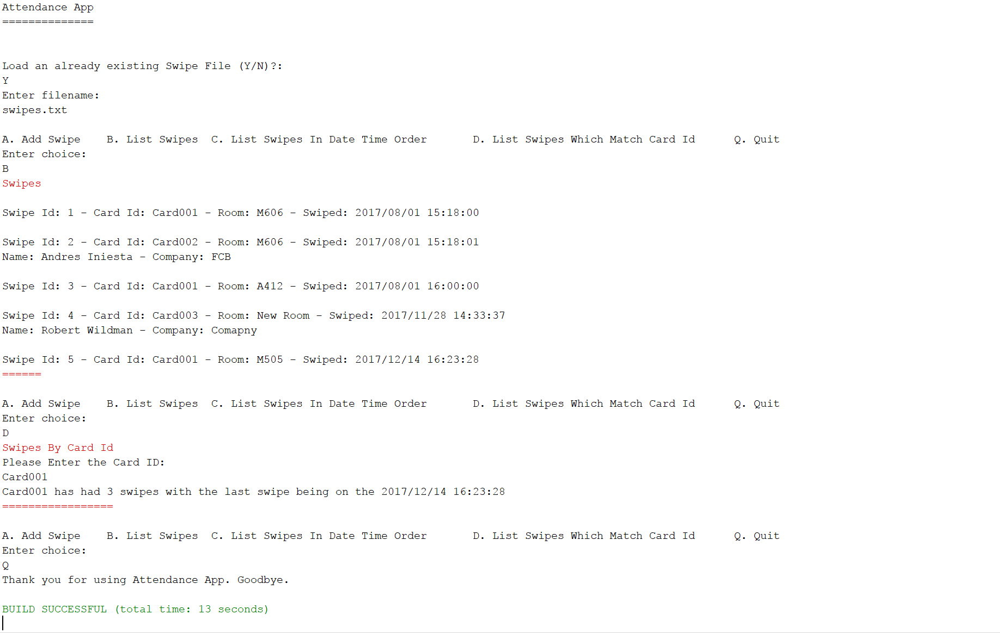 Attendance App
==============
Load an already existing Swipe File (Y/N)?:
Y
Enter filename:
swipes.txt
A. Add Swipe    B. List Swipes  C. List Swipes In Date Time Order       D. List Swipes Which Match Card Id      Q. Quit
Enter choice:
B
Swipes
Swipe Id: 1 - Card Id: Card001 - Room: M606 - Swiped: 2017/08/01 15:18:00
Swipe Id: 2 - Card Id: Card002 - Room: M606 - Swiped: 2017/08/01 15:18:01
Name: Andres Iniesta - Company: FCB
Swipe Id: 3 - Card Id: Card001 - Room: A412 - Swiped: 2017/08/01 16:00:00
Swipe Id: 4 - Card Id: Card003 - Room: New Room - Swiped: 2017/11/28 14:33:37
Name: Robert Wildman - Company: Comapny
Swipe Id: 5 - Card Id: Card001 - Room: M505 - Swiped: 2017/12/14 16:23:28
======
A. Add Swipe    B. List Swipes  C. List Swipes In Date Time Order       D. List Swipes Which Match Card Id      Q. Quit
Enter choice:
D
Swipes By Card Id
Please Enter the Card ID:
Card001
Card001 has had 3 swipes with the last swipe being on the 2017/12/14 16:23:28
=================
A. Add Swipe    B. List Swipes  C. List Swipes In Date Time Order       D. List Swipes Which Match Card Id      Q. Quit
Enter choice:
Q
Thank you for using Attendance App. Goodbye.
BUILD SUCCESSFUL (total time: 13 seconds)